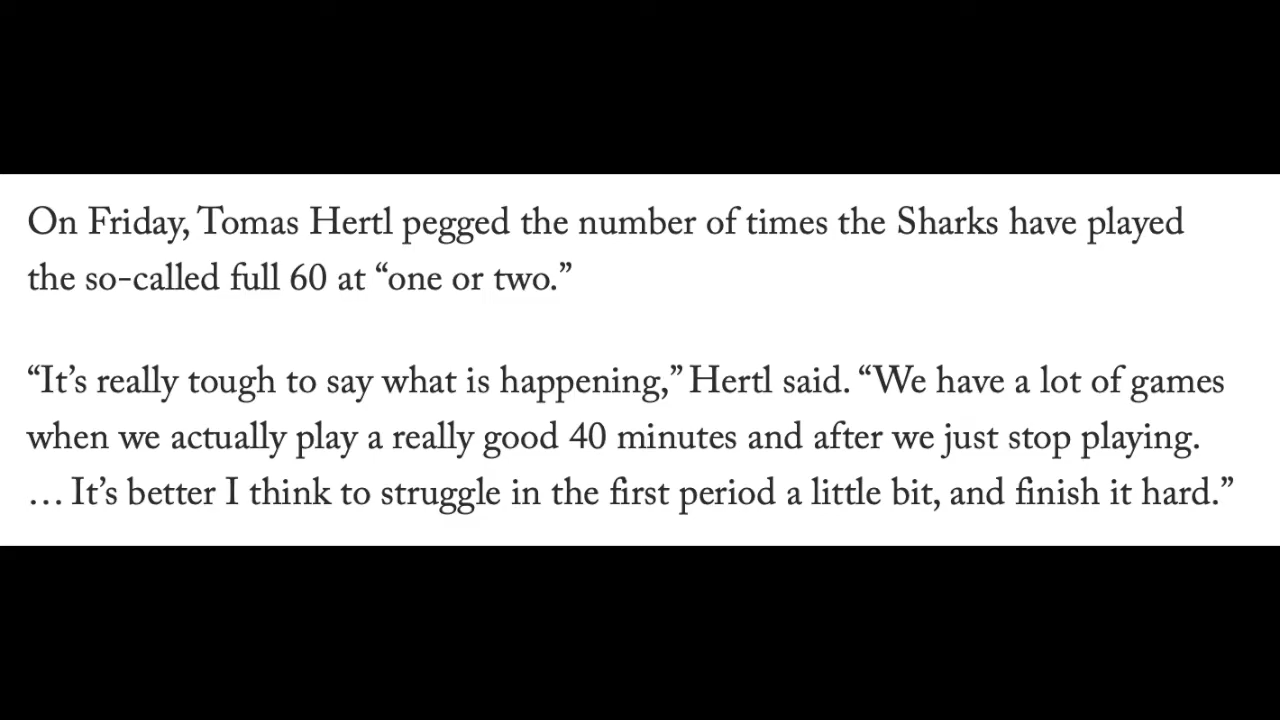 On Friday, Tomas Hertl pegged the number of times the Sharks have played
the so-called full 60 at “one or two.”
“It’s really tough to say what is happening,” Hertl said. “We have a lot of games
when we actually play a really good 40 minutes and after we just stop playing.
… It’s better I think to struggle in the first period a little bit, and finish it hard.”